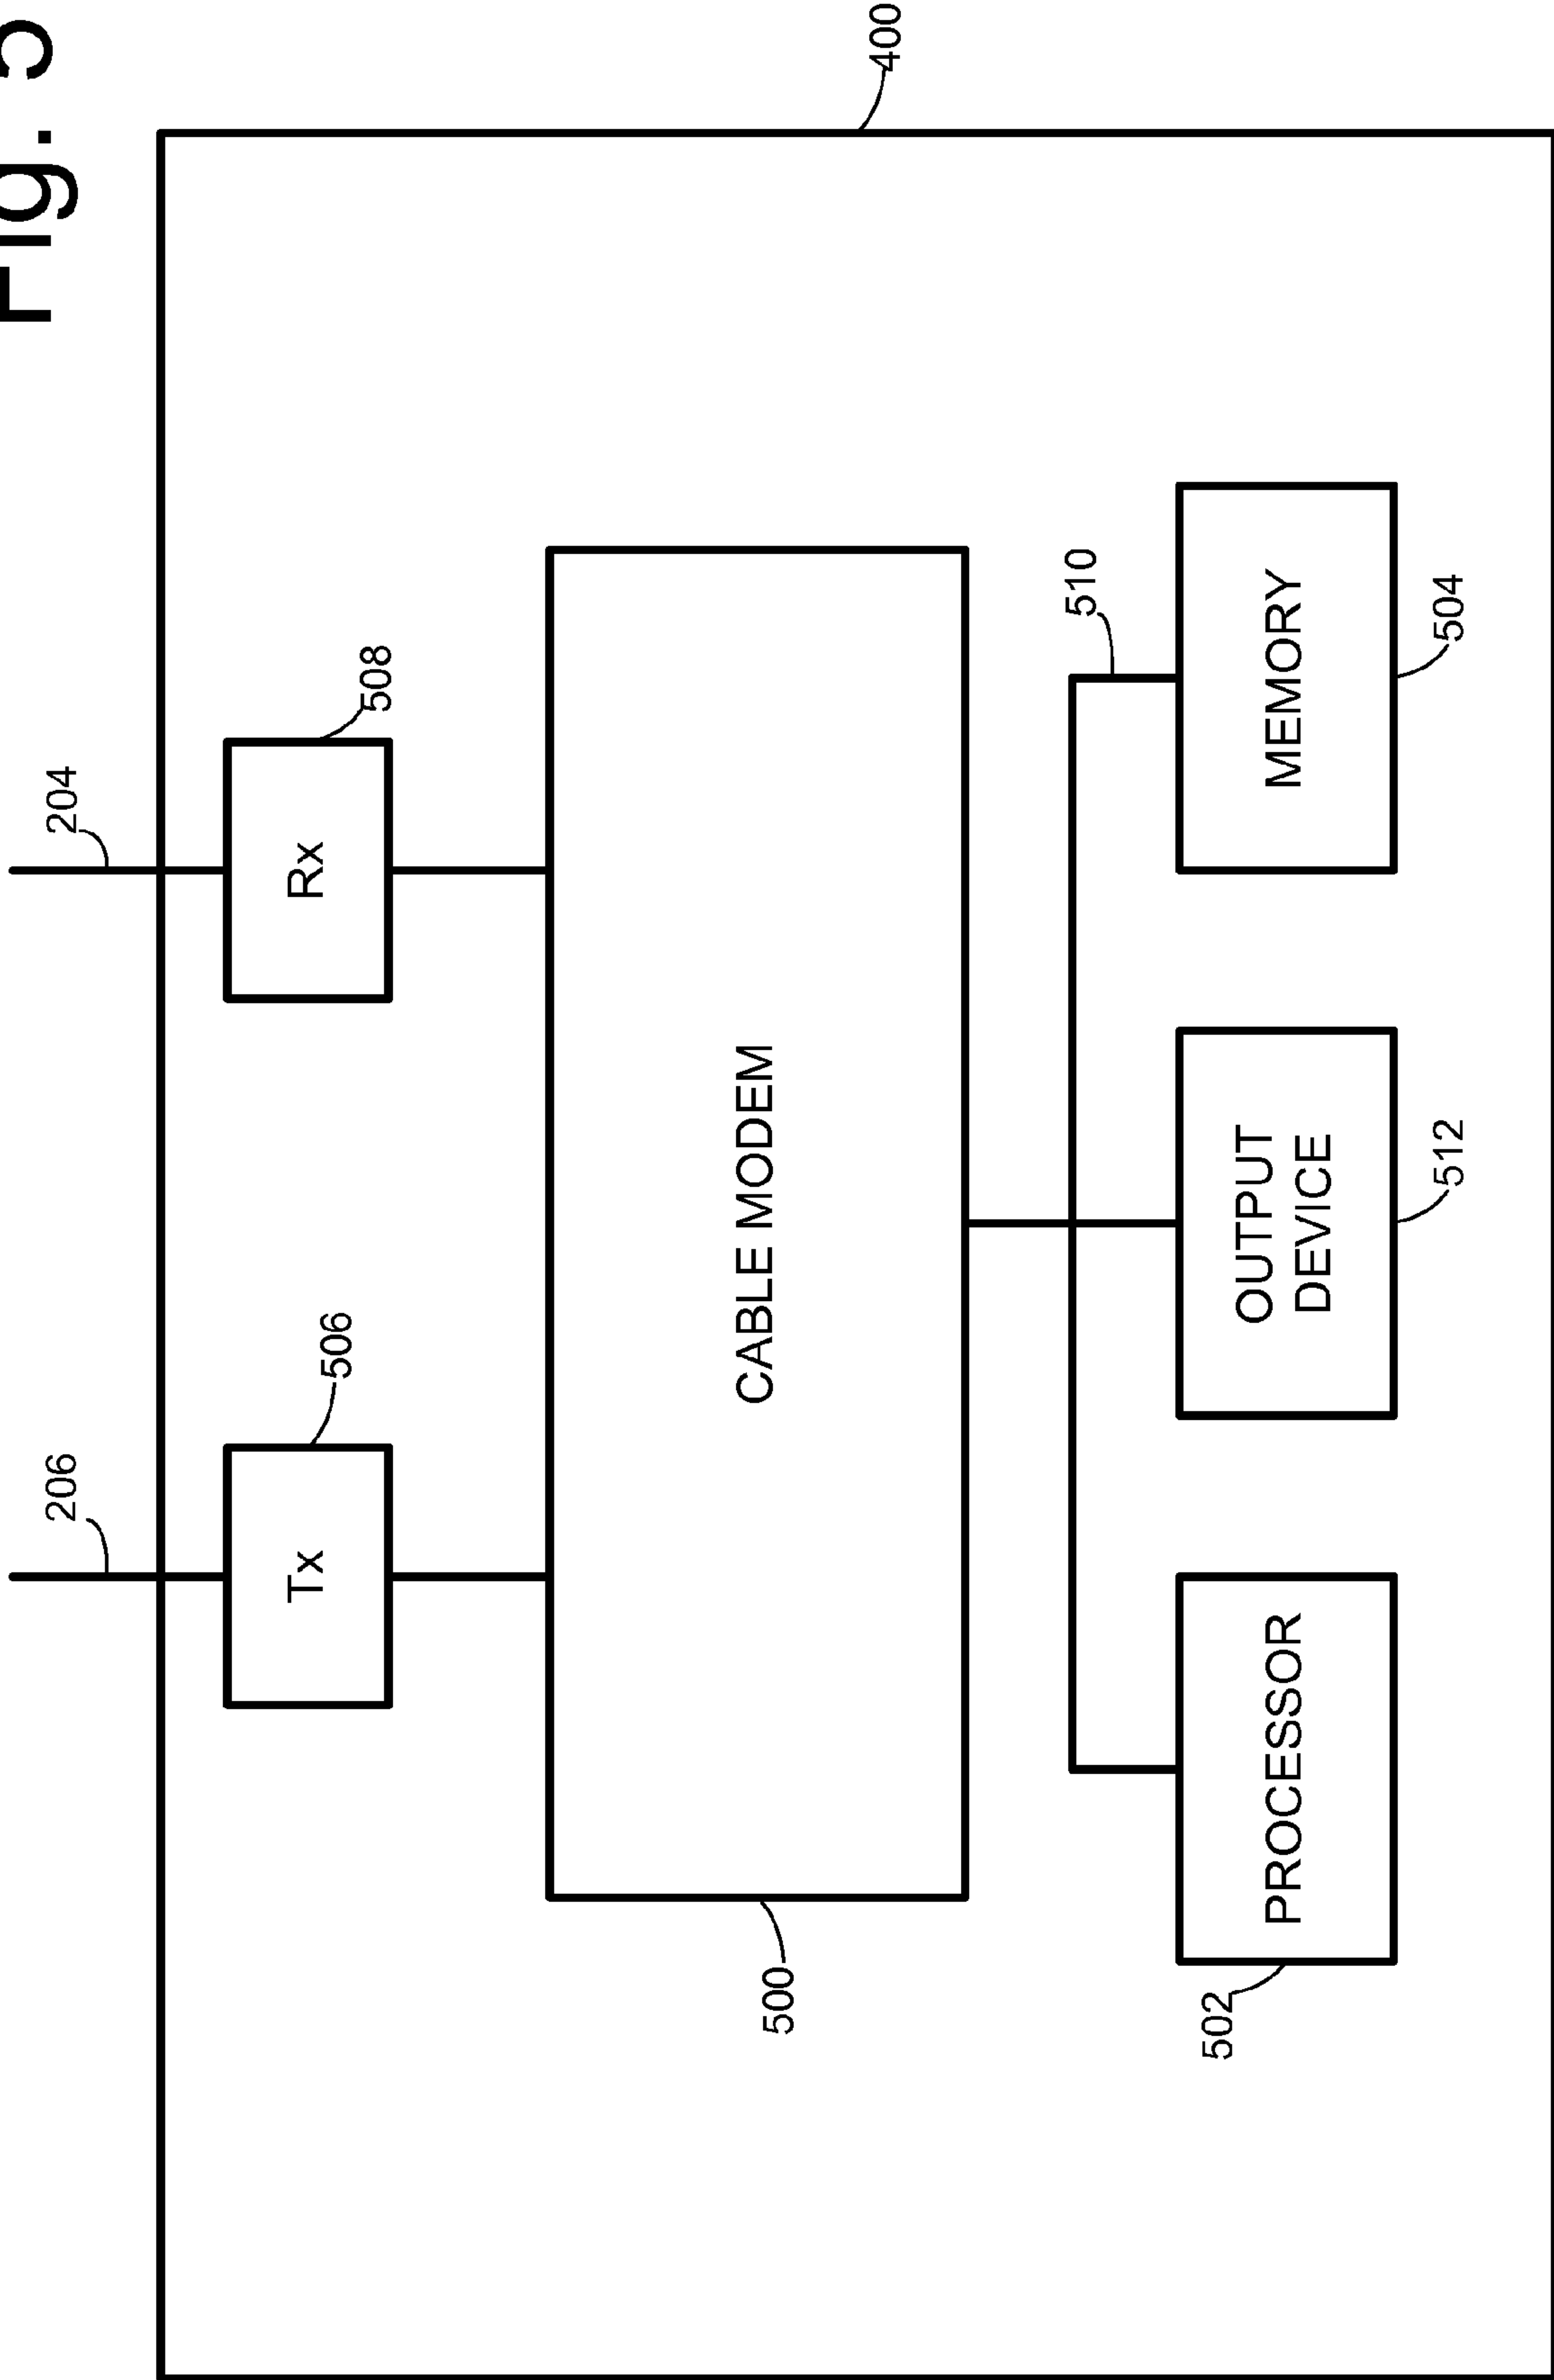 Fig. 5
206
204
506
508
Tx
Rx
CABLE MODEM
500
400
510
502
PROCESSOR
OUTPUT
DEVICE
MEMORY
512
504